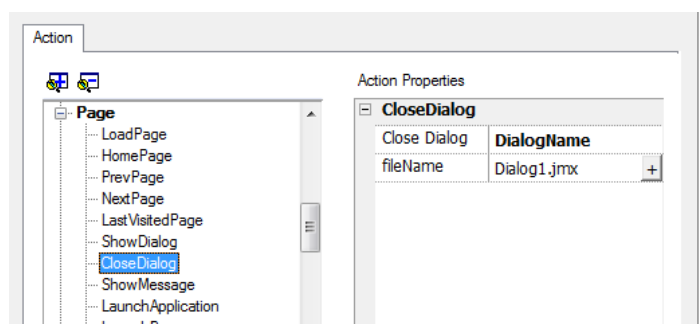 Action
Action Properties
Page
LoadPage
HomePage
PrevPage
NextPage
LastVisitedPage
ShowDialog
CloseDialog
ShowMessage
LaunchApplication
CloseDialog
Close Dialog DialogName
fileName Dialog1.jmx +